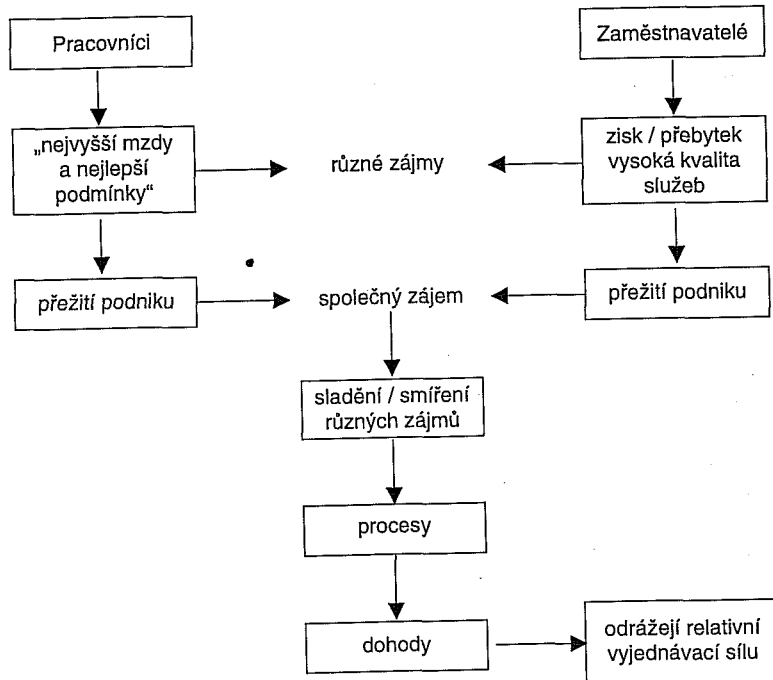 Pracovníci
Zaměstnavatelé
„nejvyšší mzdy
a nejlepší
podmínky“
různé zájmy
zisk / přebytek
vysoká kvalita
služeb
přežití podniku
společný zájem
přežití podniku
sladění / smíření
různých zájmů
procesy
dohody
odrážejí relativní
vyjednávací sílu